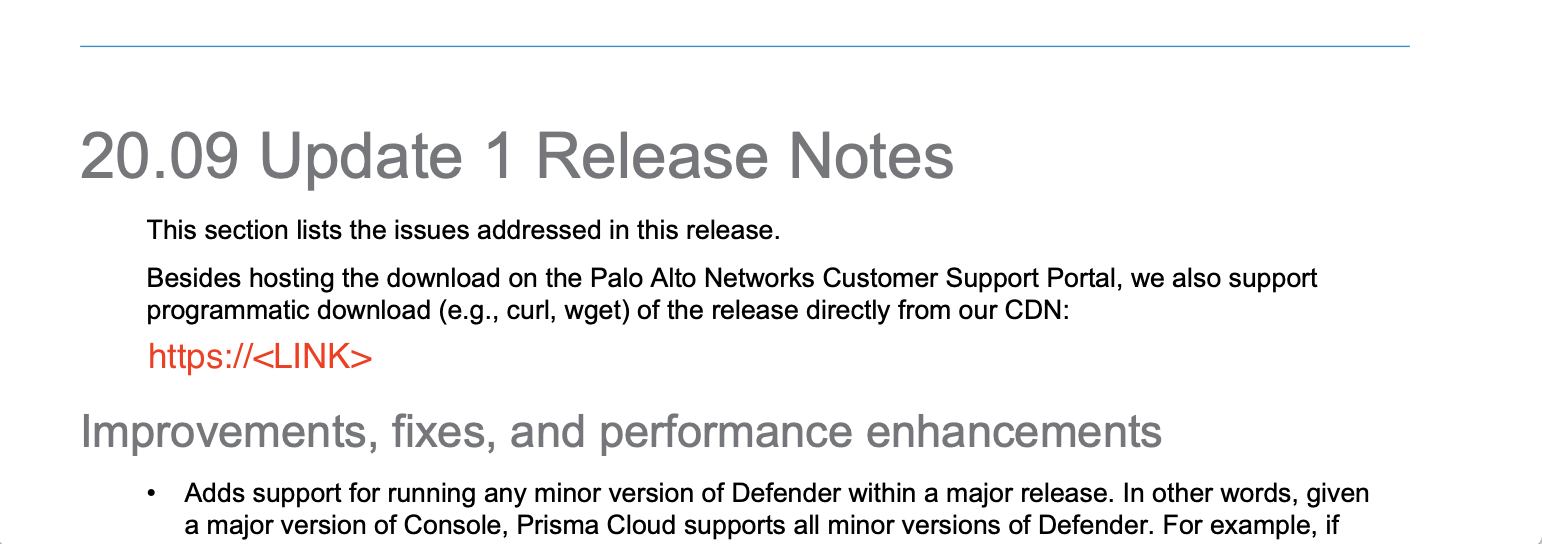 20.09 Update 1 Release Notes
This section lists the issues addressed in this release.
Besides hosting the download on the Palo Alto Networks Customer Support Portal, we also support
programmatic download (e.g., curl, wget) of the release directly from our CDN:
https://<LINK>
Improvements, fixes, and performance enhancements
• Adds support for running any minor version of Defender within a major release. In other words, given
a major version of Console, Prisma Cloud supports all minor versions of Defender. For example, if